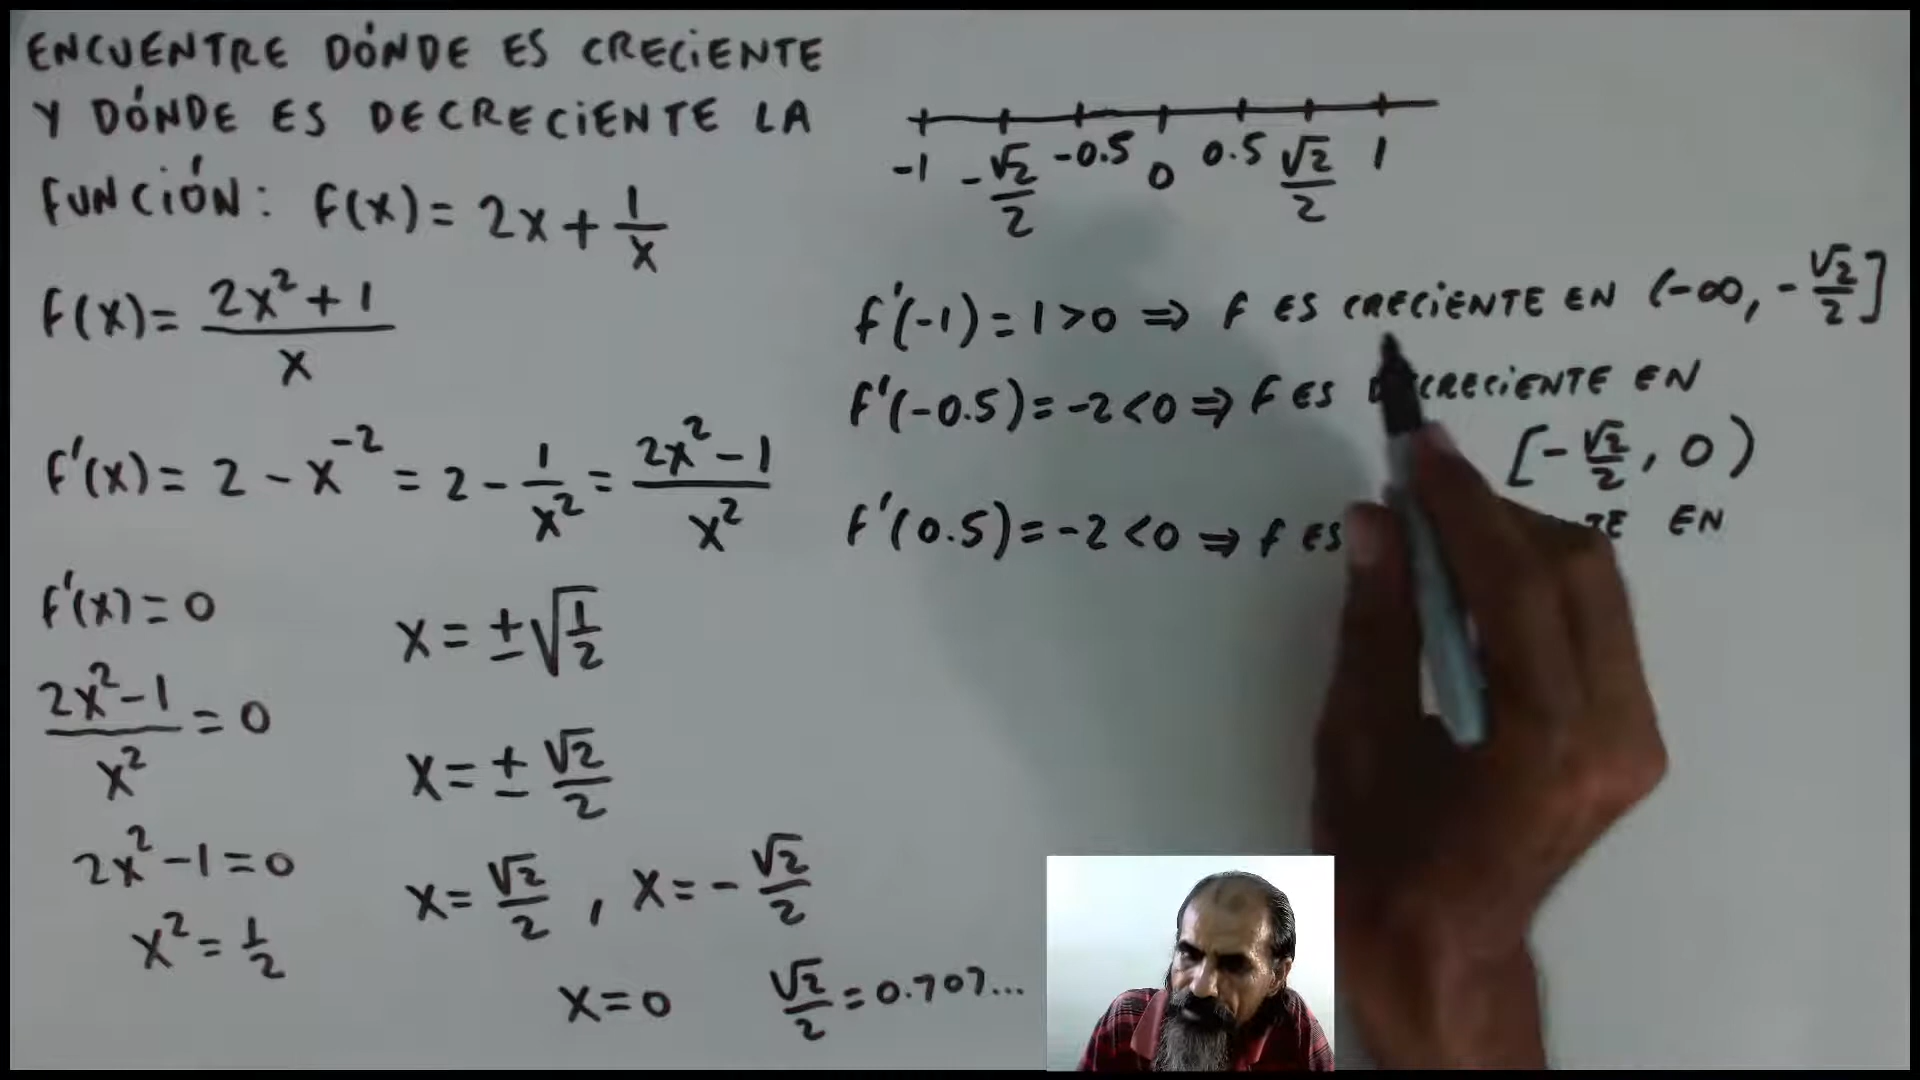 ENCUENTRE DÓNDE ES CRECIENTE
Y DÓNDE ES DECRECIENTE LA
FUNCIÓN: f(x) = 2x + 1/x
f(x) = (2x² + 1)/x
f'(x) = 2 - x⁻² = 2 - 1/x² = (2x² - 1)/x²
f'(x) = 0
(2x² - 1)/x² = 0
2x² - 1 = 0
x² = 1/2
x = ±√(1/2)
x = ± √2/2
x = √2/2 , x = - √2/2
x = 0
√2/2 = 0.707...
-1 -√2/2 -0.5 0 0.5 √2/2 1
f'(-1) = 1 > 0 ⇒ f ES CRECIENTE EN (-∞, -√2/2]
f'(-0.5) = -2 < 0 ⇒ f ES DECRECIENTE EN
[-√2/2, 0)
f'(0.5) = -2 < 0 ⇒ f ES EN